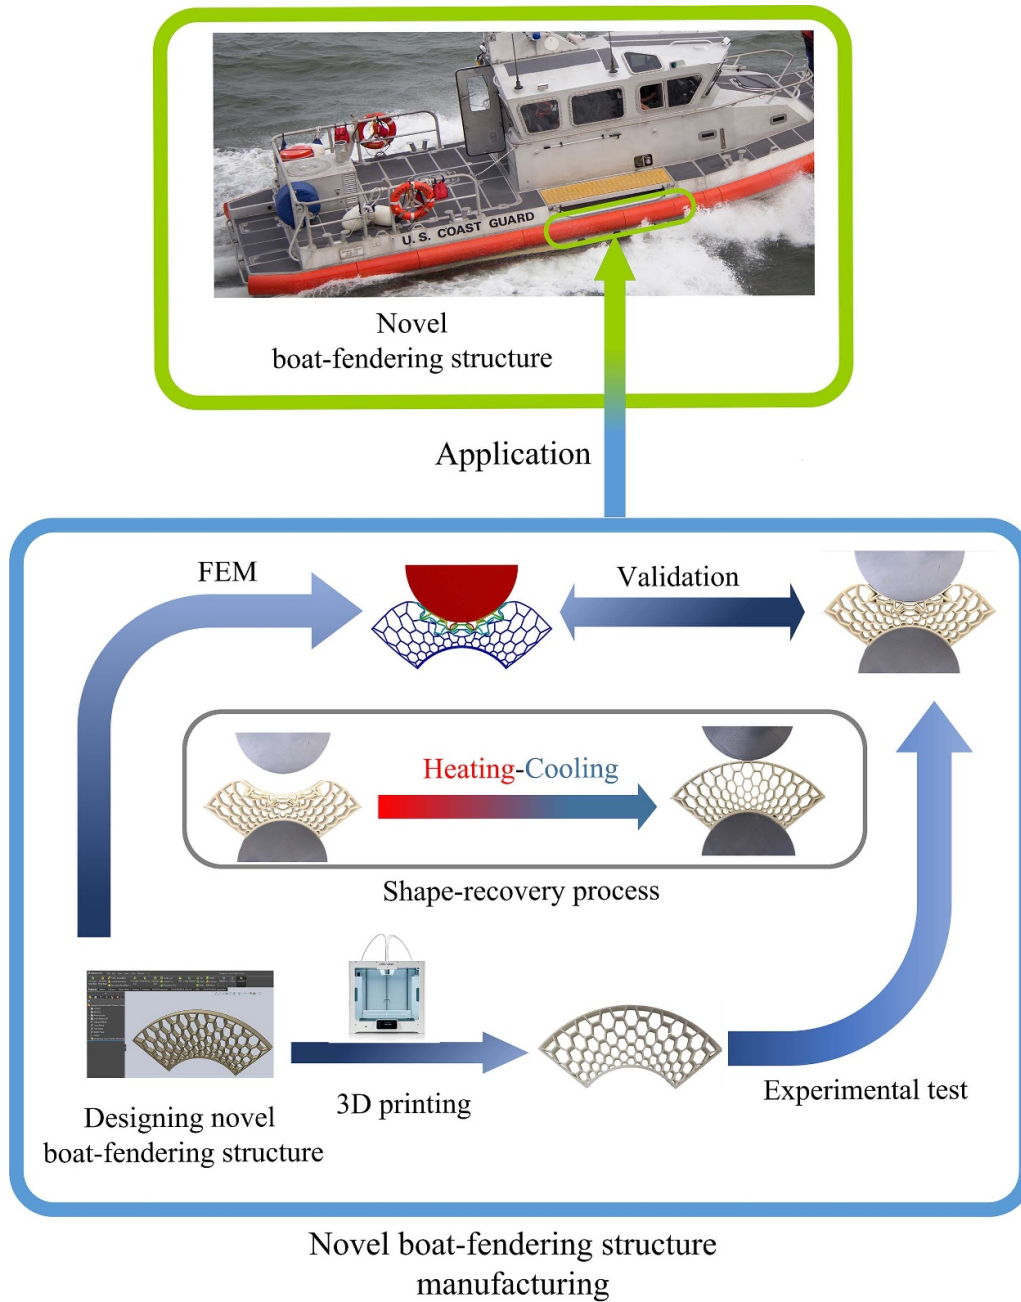 U.S. COAST GUARD
Novel
boat-fendering structure
Application
FEM
Validation
Heating-Cooling
Shape-recovery process
3D printing
Designing novel
boat-fendering structure
Experimental test
Novel boat-fendering structure
manufacturing